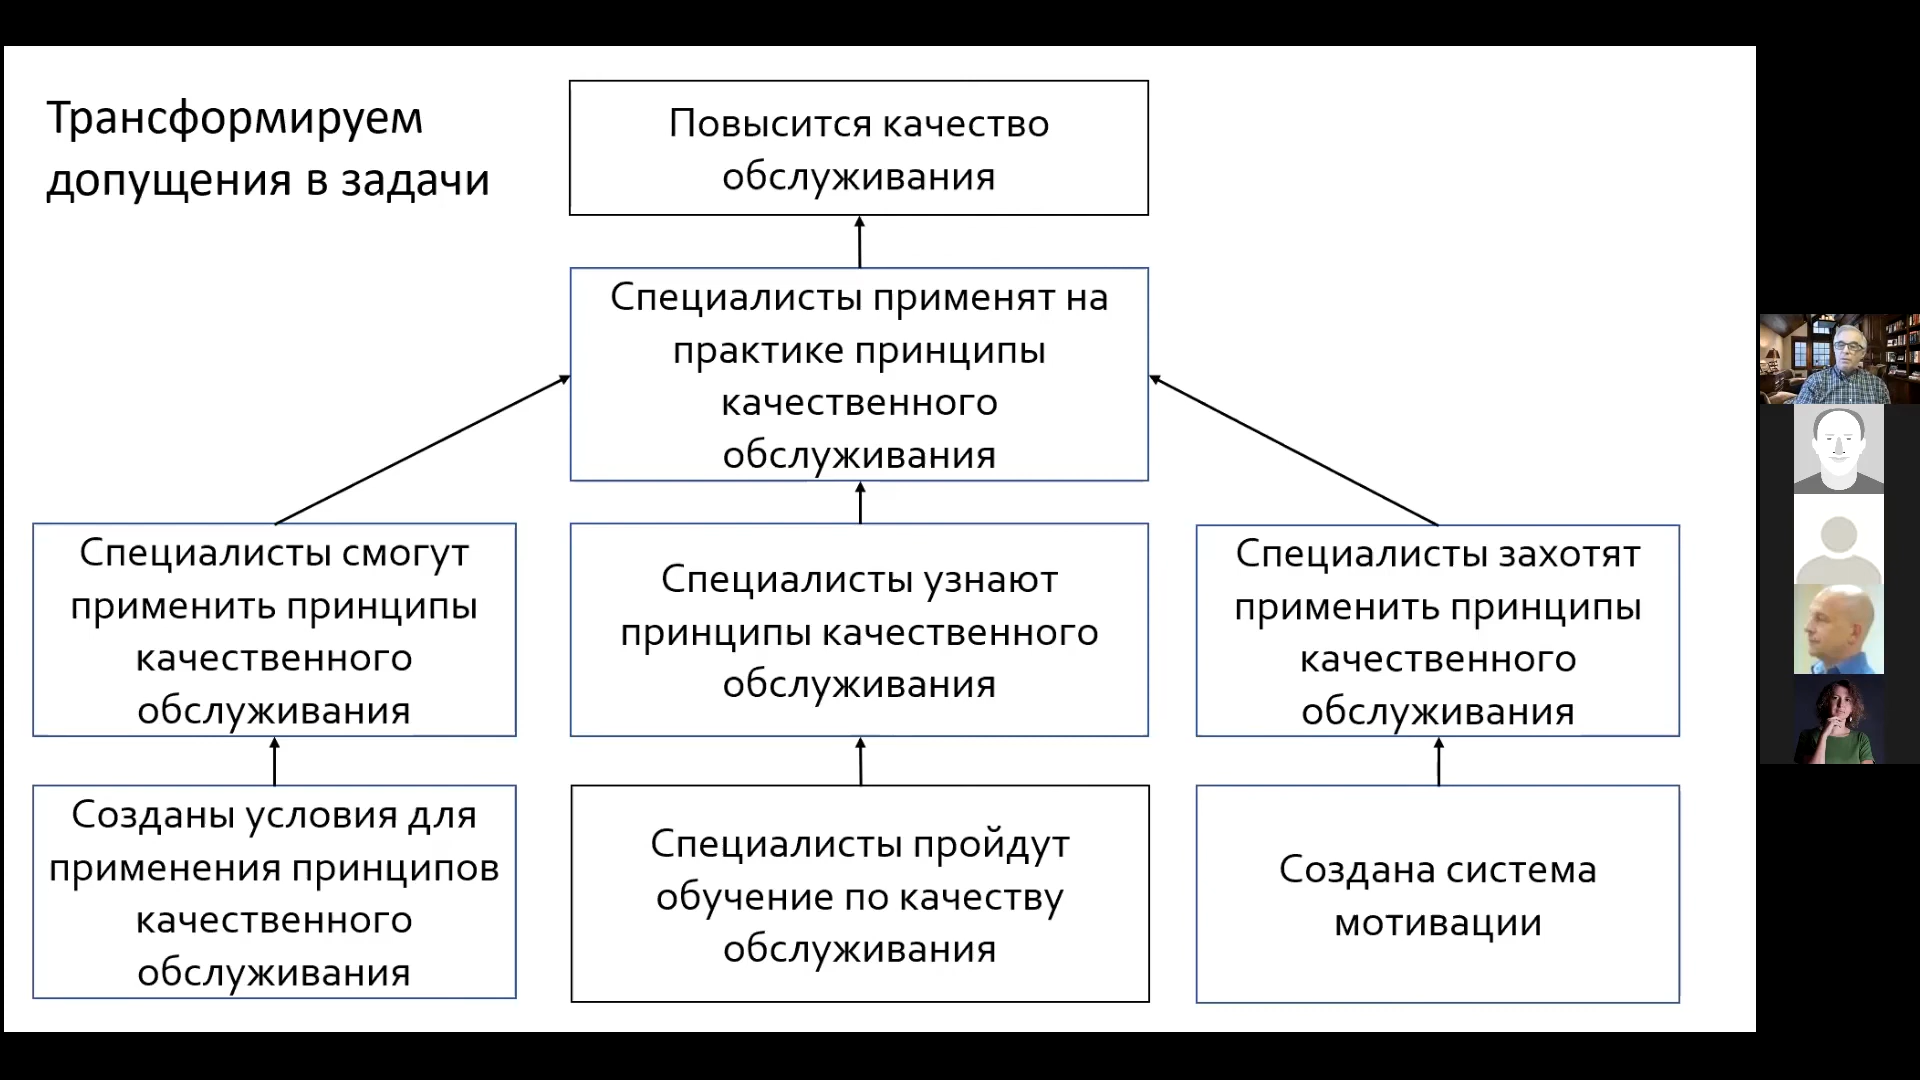 Трансформируем
допущения в задачи
Повысится качество
обслуживания
Специалисты применят на
практике принципы
качественного
обслуживания
Специалисты смогут
применить принципы
качественного
обслуживания
Специалисты узнают
принципы качественного
обслуживания
Специалисты захотят
применить принципы
качественного
обслуживания
Созданы условия для
применения принципов
качественного
обслуживания
Специалисты пройдут
обучение по качеству
обслуживания
Создана система
мотивации